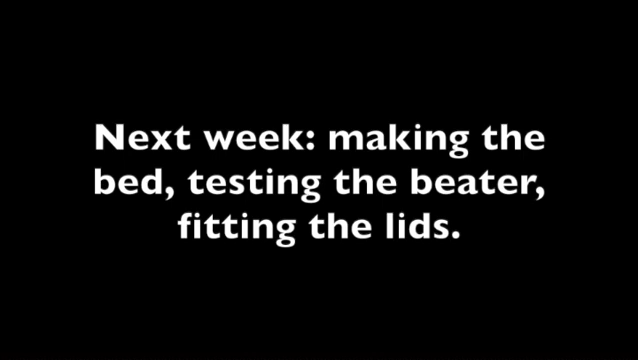 Next week: making the
bed, testing the beater,
fitting the lids.